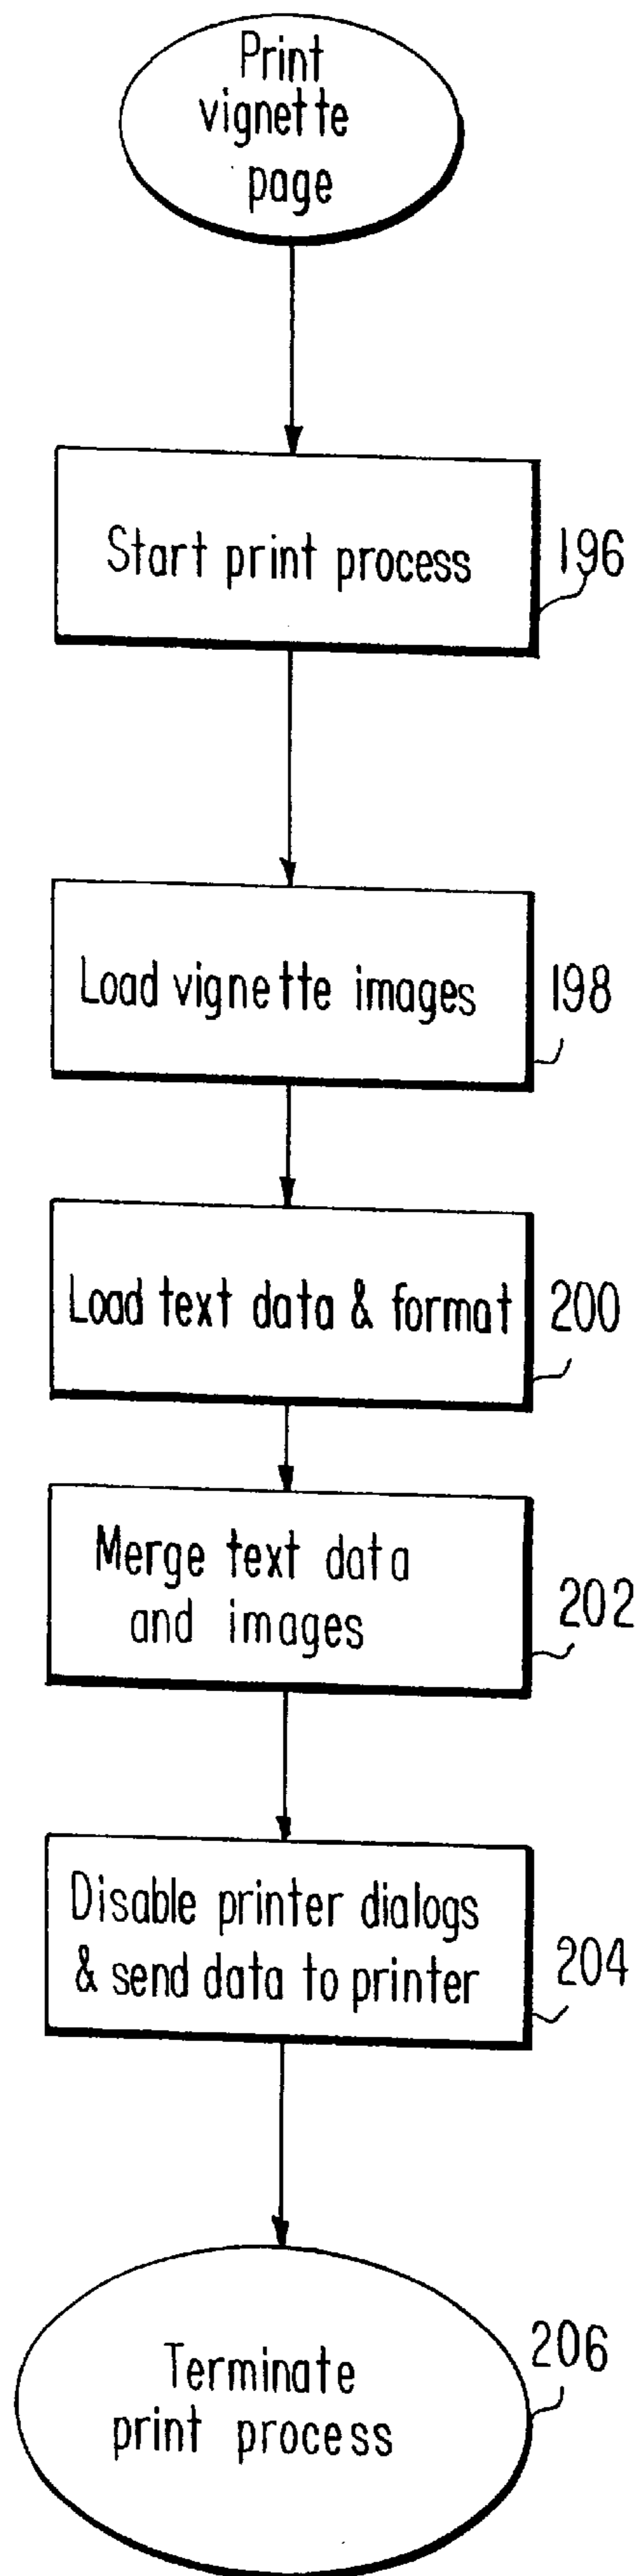 Print
vignette
page
Start print process
196
Load vignette images
198
Load text data & format
200
Merge text data
and images
202
Disable printer dialogs
& send data to printer
204
Terminate
print process
206